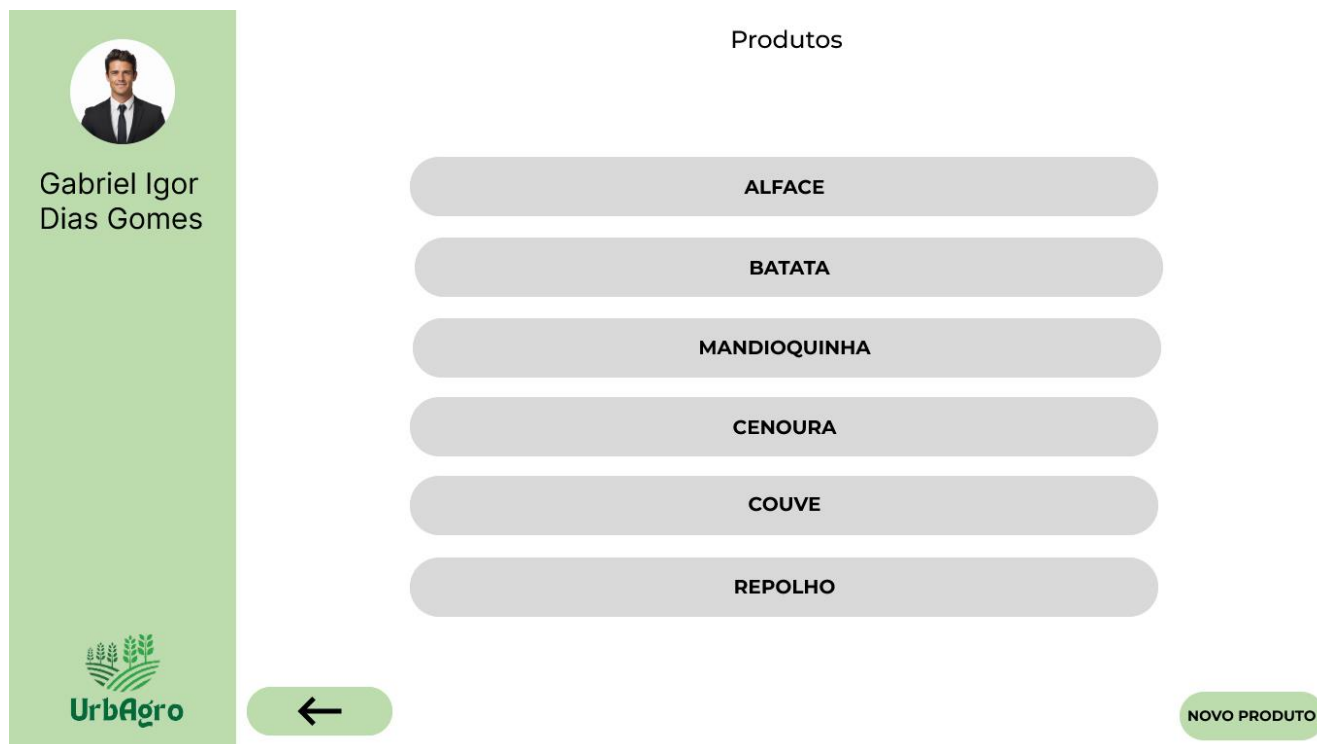 Gabriel Igor
Dias Gomes
UrbAgro
Produtos
ALFACE
BATATA
MANDIOQUINHA
CENOURA
COUVE
REPOLHO
NOVO PRODUTO